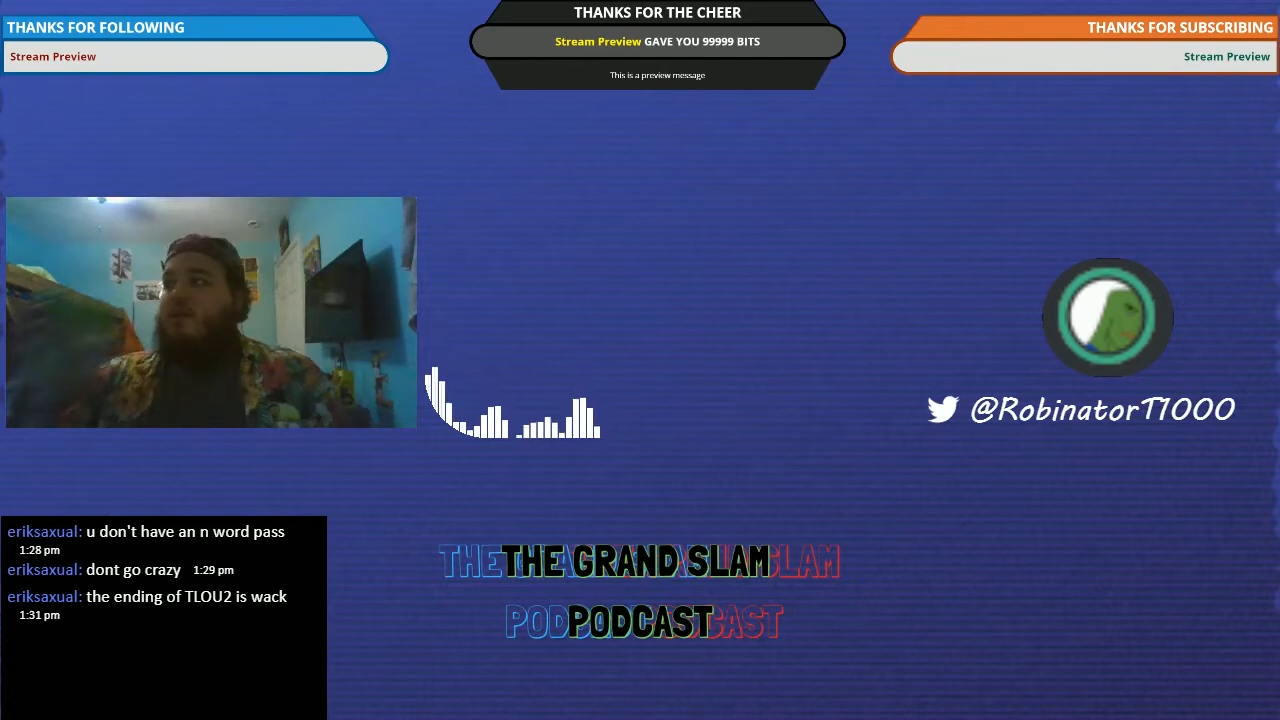 THANKS FOR FOLLOWING
Stream Preview
THANKS FOR THE CHEER
Stream Preview GAVE YOU 99999 BITS
This is a preview message
THANKS FOR SUBSCRIBING
Stream Preview
@RobinatorT1000
eriksaxual: u don't have an n word pass
1:28 pm
eriksaxual: dont go crazy 1:29 pm
eriksaxual: the ending of TLOU2 is wack
1:31 pm
THE GRAND SLAM
PODCAST